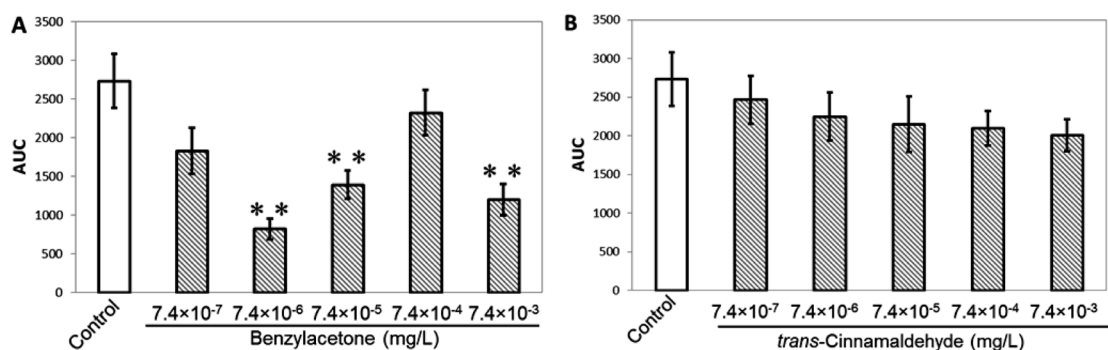 A
AUC
3500
3000
2500
2000
1500
1000
500
0
* *
* *
* *
Control
7.4×10⁻⁷ 7.4×10⁻⁶ 7.4×10⁻⁵ 7.4×10⁻⁴ 7.4×10⁻³
Benzylacetone (mg/L)
B
AUC
3500
3000
2500
2000
1500
1000
500
0
Control
7.4×10⁻⁷ 7.4×10⁻⁶ 7.4×10⁻⁵ 7.4×10⁻⁴ 7.4×10⁻³
trans-Cinnamaldehyde (mg/L)